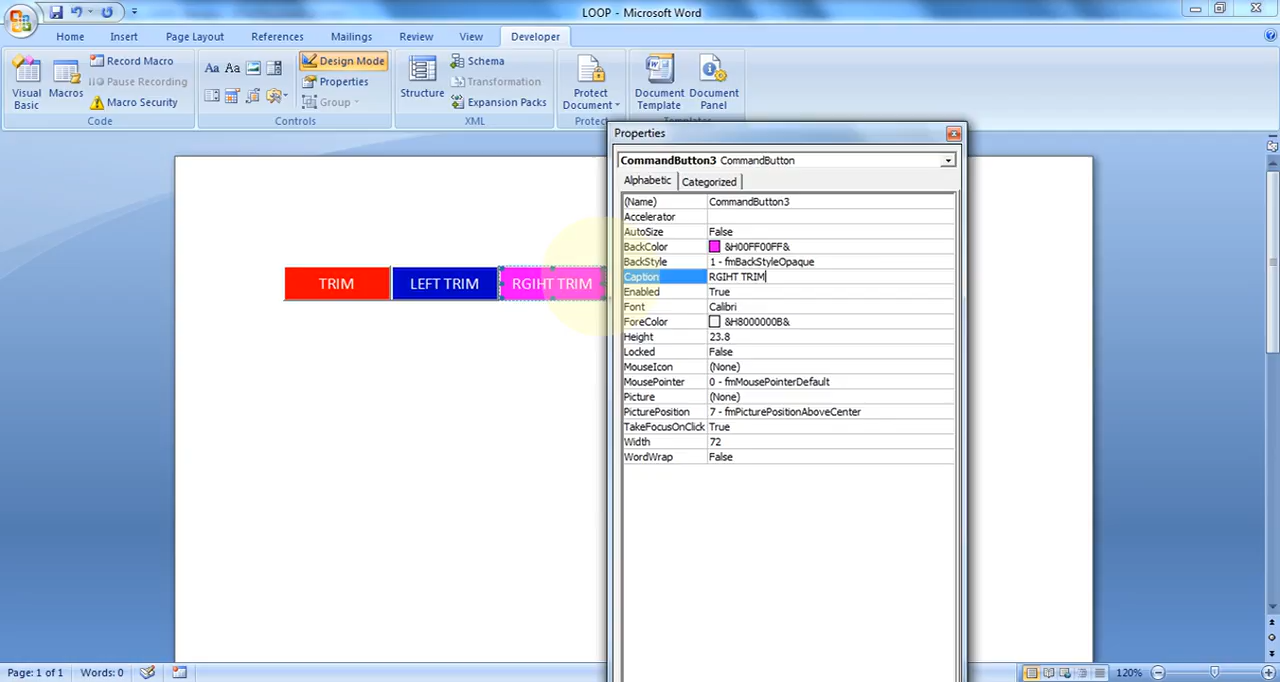 LOOP - Microsoft Word
Home Insert Page Layout References Mailings Review View Developer
Visual Basic
Macros
Record Macro
Pause Recording
Macro Security
Code
Aa Aa
Design Mode
Properties
Group
Controls
Structure
Schema
Transformation
Expansion Packs
XML
Protect Document
Protect
Document Template
Document Panel
Templates
TRIM
LEFT TRIM
RGIHT TRIM
Properties
CommandButton3 CommandButton
Alphabetic Categorized
(Name) CommandButton3
Accelerator
AutoSize False
BackColor &H00FF00FF&
BackStyle 1 - fmBackStyleOpaque
Caption RGIHT TRIM
Enabled True
Font Calibri
ForeColor &H8000000B&
Height 23.8
Locked False
MouseIcon (None)
MousePointer 0 - fmMousePointerDefault
Picture (None)
PicturePosition 7 - fmPicturePositionAboveCenter
TakeFocusOnClick True
Width 72
WordWrap False
Page: 1 of 1 Words: 0 120%